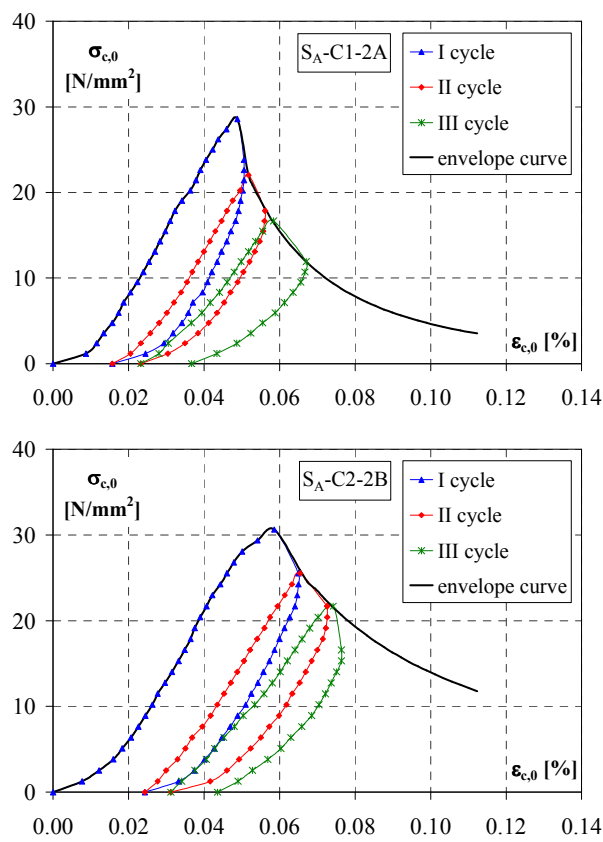 40
σc,0
[N/mm²]
SA-C1-2A
I cycle
II cycle
III cycle
envelope curve
30
20
10
0
εc,0 [%]
0.00 0.02 0.04 0.06 0.08 0.10 0.12 0.14
40
σc,0
[N/mm²]
SA-C2-2B
I cycle
II cycle
III cycle
envelope curve
30
20
10
0
εc,0 [%]
0.00 0.02 0.04 0.06 0.08 0.10 0.12 0.14